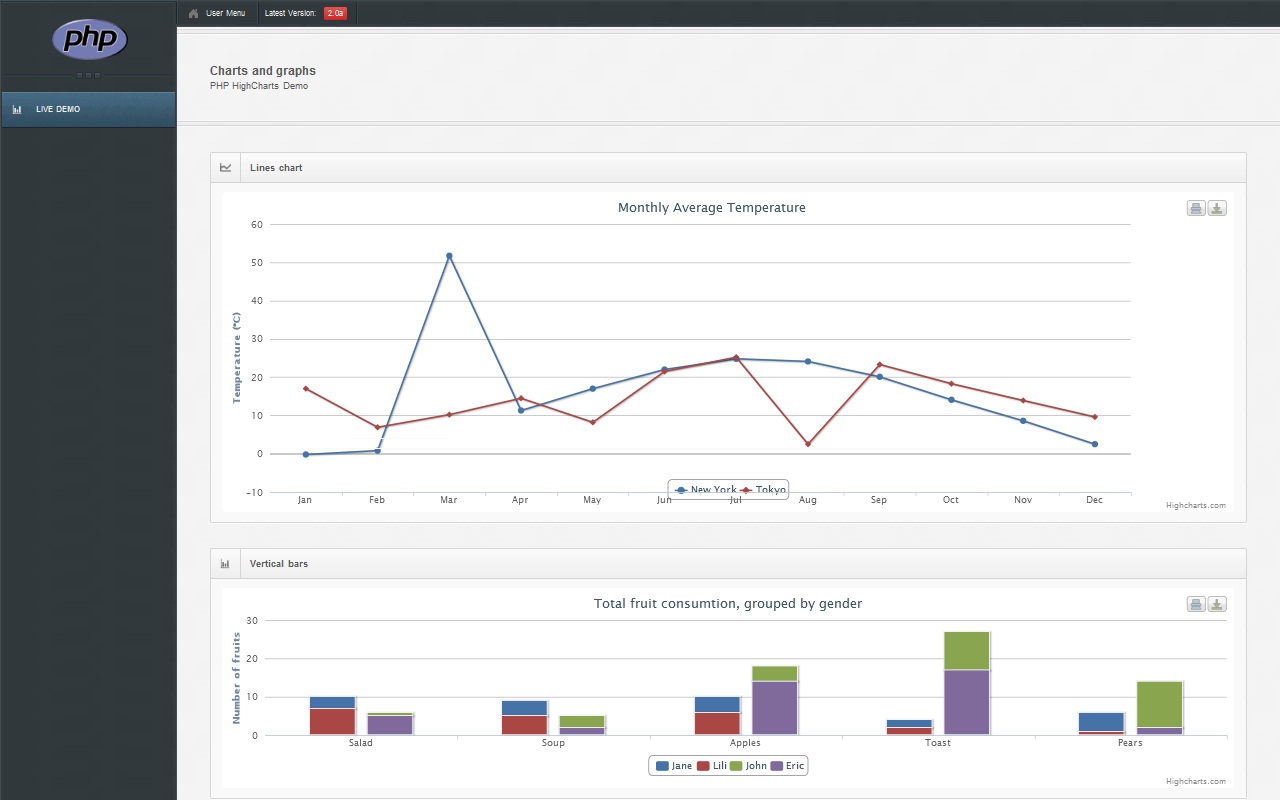 php
User Menu
Latest Version: 2.0a
LIVE DEMO
Charts and graphs
PHP HighCharts Demo
Lines chart
Monthly Average Temperature
Temperature (°C)
60
50
40
30
20
10
0
−10
Jan Feb Mar Apr May Jun Jul Aug Sep Oct Nov Dec
New York Tokyo
Highcharts.com
Vertical bars
Total fruit consumtion, grouped by gender
Number of fruits
30
20
10
0
Salad Soup Apples Toast Pears
Jane Lili John Eric
Highcharts.com